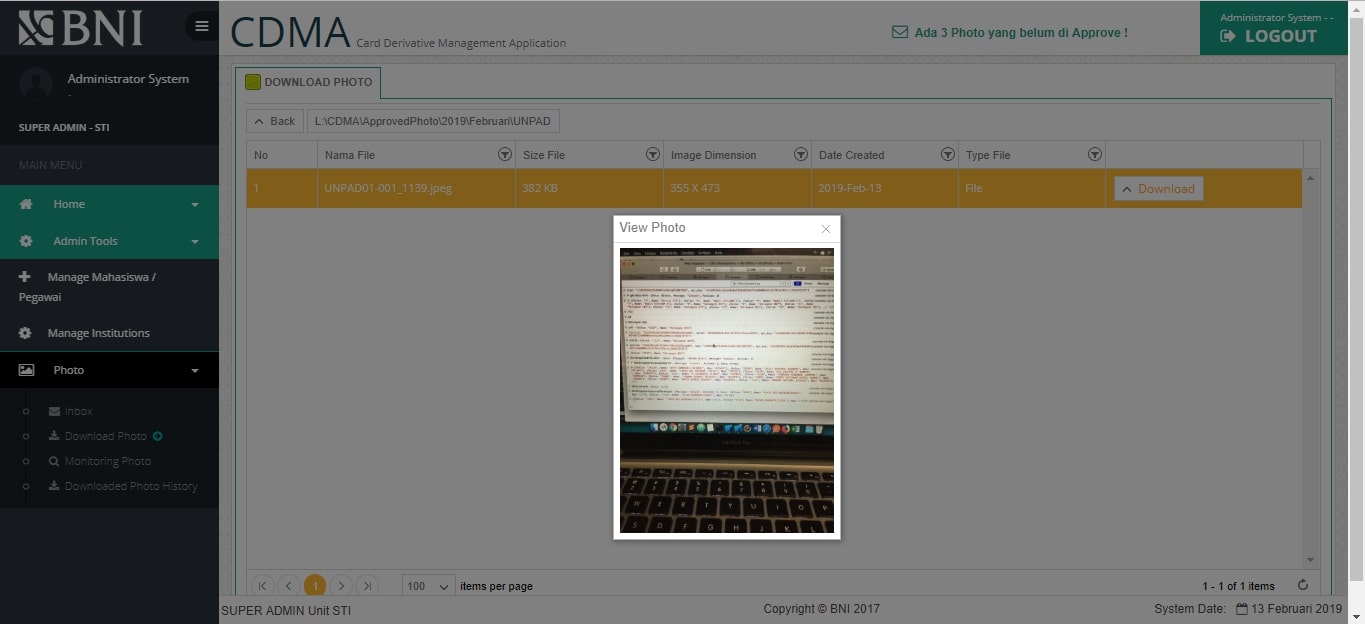 BNI
CDMA Card Derivative Management Application
Ada 3 Photo yang belum di Approve !
Administrator System - -
LOGOUT
Administrator System
-
SUPER ADMIN - STI
MAIN MENU
Home
Admin Tools
Manage Mahasiswa /
Pegawai
Manage Institutions
Photo
Inbox
Download Photo
Monitoring Photo
Downloaded Photo History
DOWNLOAD PHOTO
Back L:\CDMA\ApprovedPhoto\2019\Februari\UNPAD
No Nama File Size File Image Dimension Date Created Type File
1 UNPAD01-001_1139.jpeg 382 KB 355 X 473 2019-Feb-13 File Download
View Photo
1 100 items per page 1 - 1 of 1 items
SUPER ADMIN Unit STI Copyright © BNI 2017 System Date: 13 Februari 2019